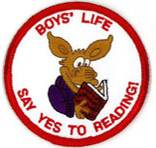 BOYS' LIFE
SAY YES TO READING!